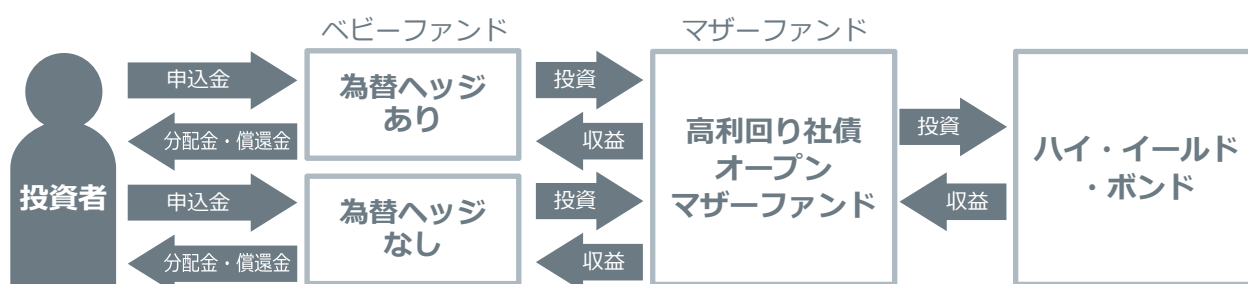 ベビーファンド
マザーファンド
投資者
申込金
分配金・償還金
申込金
分配金・償還金
為替ヘッジ
あり
為替ヘッジ
なし
投資
収益
投資
収益
高利回り社債
オープン
マザーファンド
投資
収益
ハイ・イールド
・ボンド